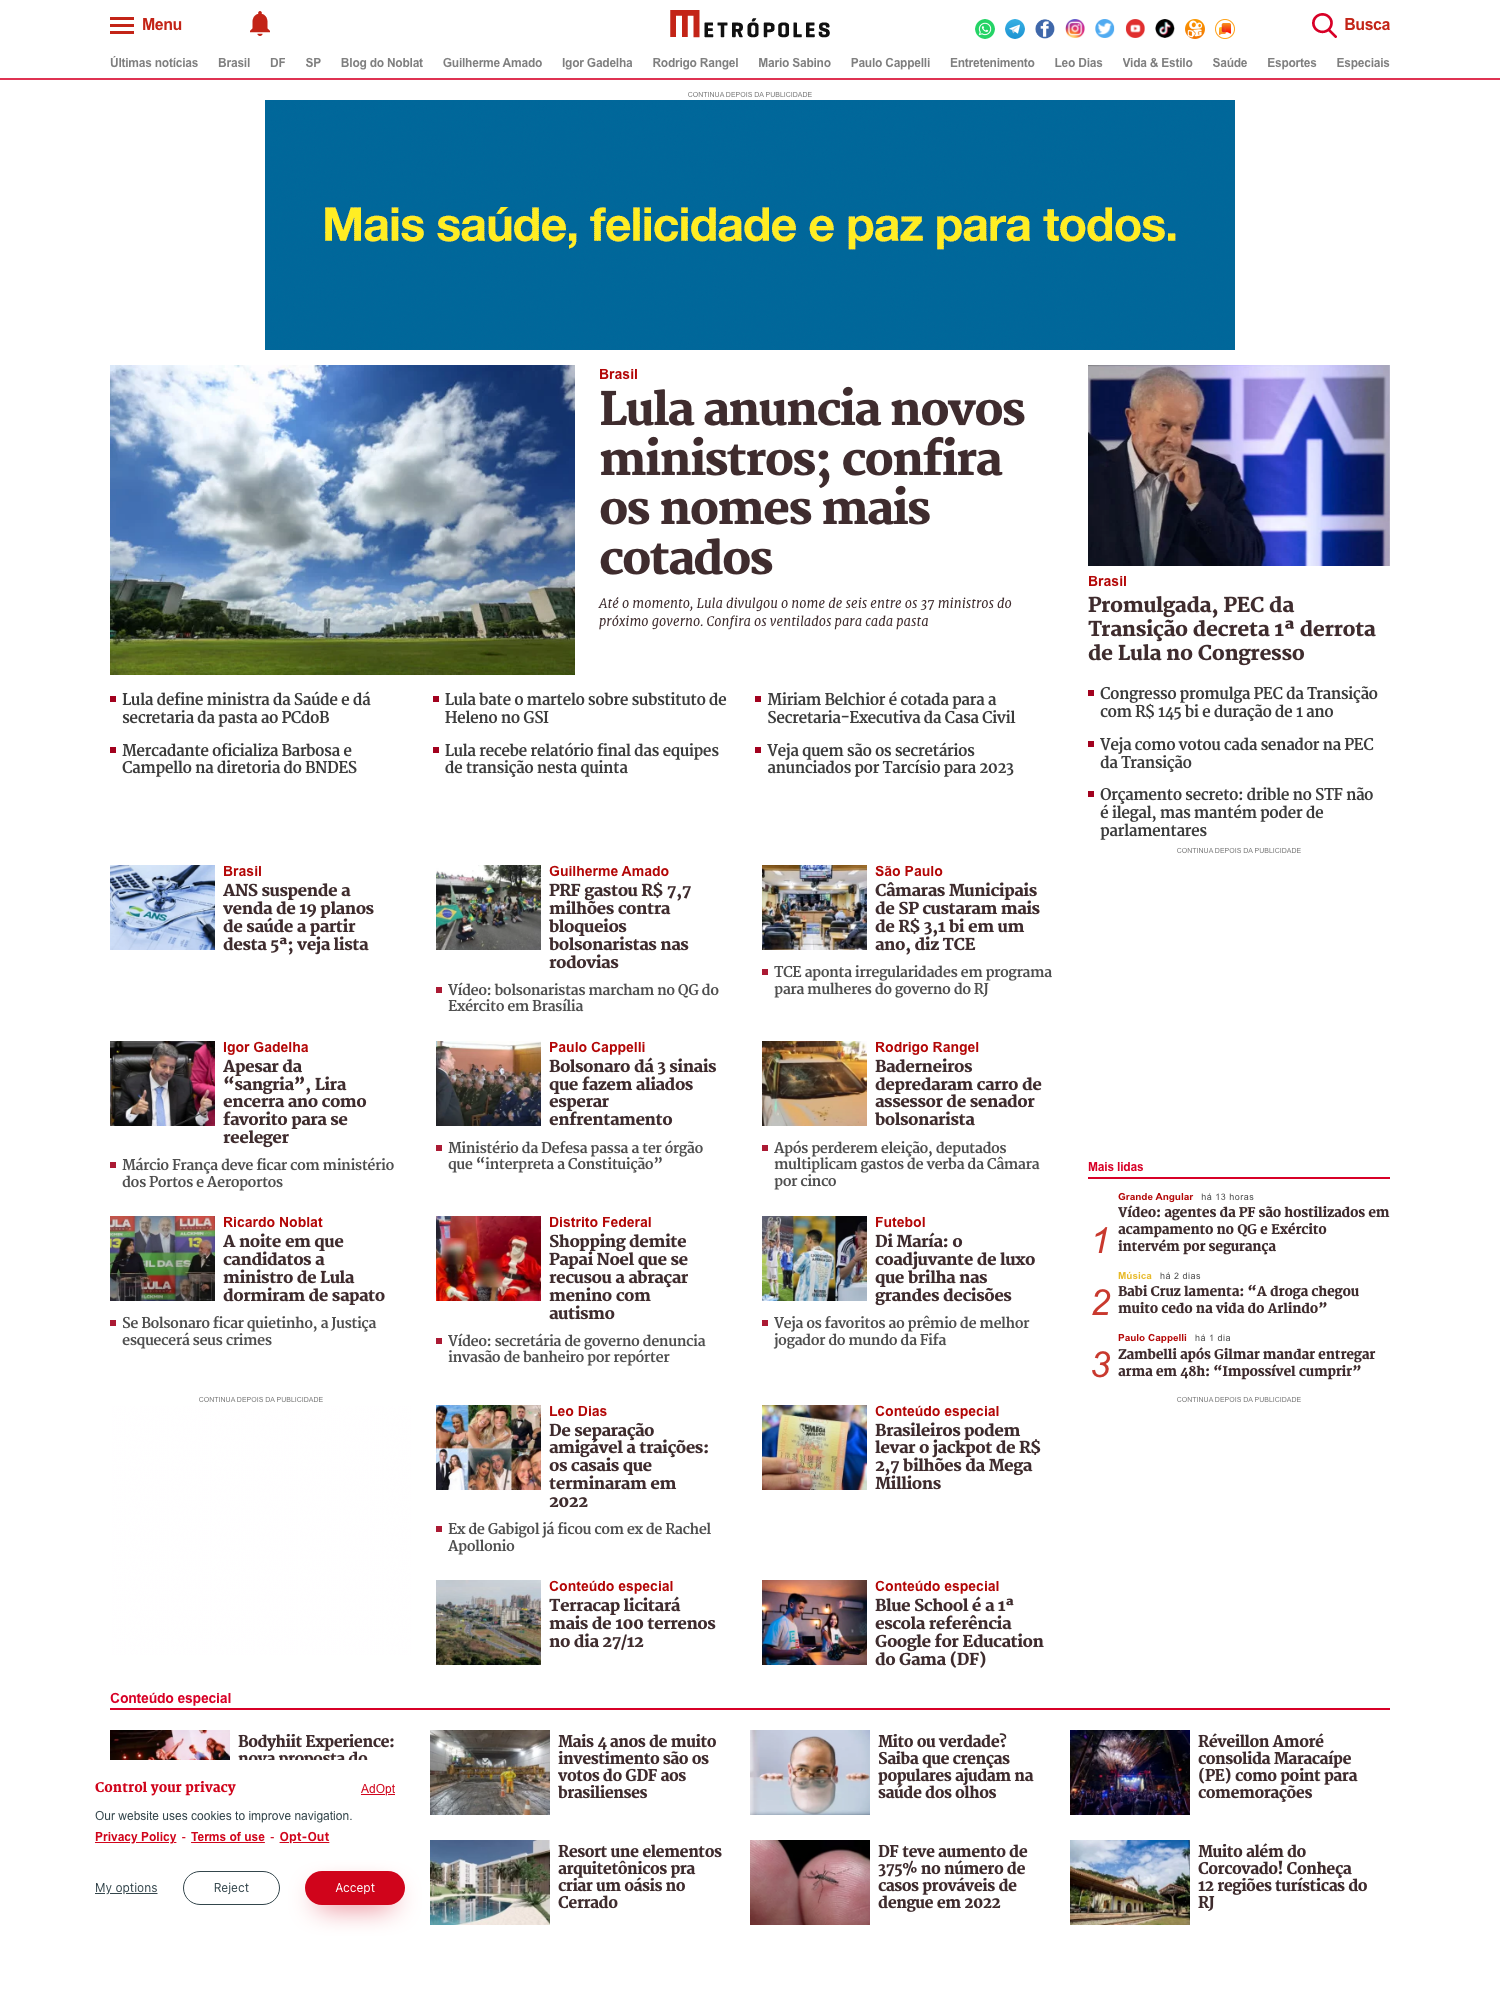 Menu
METRÓPOLES
Busca
Últimas notícias Brasil DF SP Blog do Noblat Guilherme Amado Igor Gadelha Rodrigo Rangel Mario Sabino Paulo Cappelli Entretenimento Leo Dias Vida & Estilo Saúde Esportes Especiais
CONTINUA DEPOIS DA PUBLICIDADE
Mais saúde, felicidade e paz para todos.
Brasil
Lula anuncia novos
ministros; confira
os nomes mais
cotados
Até o momento, Lula divulgou o nome de seis entre os 37 ministros do
próximo governo. Confira os ventilados para cada pasta
Lula define ministra da Saúde e dá
secretaria da pasta ao PCdoB
Lula bate o martelo sobre substituto de
Heleno no GSI
Miriam Belchior é cotada para a
Secretaria-Executiva da Casa Civil
Mercadante oficializa Barbosa e
Campello na diretoria do BNDES
Lula recebe relatório final das equipes
de transição nesta quinta
Veja quem são os secretários
anunciados por Tarcísio para 2023
Brasil
Promulgada, PEC da
Transição decreta 1ª derrota
de Lula no Congresso
Congresso promulga PEC da Transição
com R$ 145 bi e duração de 1 ano
Veja como votou cada senador na PEC
da Transição
Orçamento secreto: drible no STF não
é ilegal, mas mantém poder de
parlamentares
CONTINUA DEPOIS DA PUBLICIDADE
ANS
Brasil
ANS suspende a
venda de 19 planos
de saúde a partir
desta 5ª; veja lista
Guilherme Amado
PRF gastou R$ 7,7
milhões contra
bloqueios
bolsonaristas nas
rodovias
Vídeo: bolsonaristas marcham no QG do
Exército em Brasília
São Paulo
Câmaras Municipais
de SP custaram mais
de R$ 3,1 bi em um
ano, diz TCE
TCE aponta irregularidades em programa
para mulheres do governo do RJ
Igor Gadelha
Apesar da
“sangria”, Lira
encerra ano como
favorito para se
reeleger
Márcio França deve ficar com ministério
dos Portos e Aeroportos
Paulo Cappelli
Bolsonaro dá 3 sinais
que fazem aliados
esperar
enfrentamento
Ministério da Defesa passa a ter órgão
que “interpreta a Constituição”
Rodrigo Rangel
Baderneiros
depredaram carro de
assessor de senador
bolsonarista
Após perderem eleição, deputados
multiplicam gastos de verba da Câmara
por cinco
Mais lidas
Grande Angular há 13 horas
1
Vídeo: agentes da PF são hostilizados em
acampamento no QG e Exército
intervém por segurança
Música há 2 dias
2
Babi Cruz lamenta: “A droga chegou
muito cedo na vida do Arlindo”
Paulo Cappelli há 1 dia
3
Zambelli após Gilmar mandar entregar
arma em 48h: “Impossível cumprir”
CONTINUA DEPOIS DA PUBLICIDADE
LULA
13
Ricardo Noblat
A noite em que
candidatos a
ministro de Lula
dormiram de sapato
Se Bolsonaro ficar quietinho, a Justiça
esquecerá seus crimes
Distrito Federal
Shopping demite
Papai Noel que se
recusou a abraçar
menino com
autismo
Vídeo: secretária de governo denuncia
invasão de banheiro por repórter
Futebol
Di María: o
coadjuvante de luxo
que brilha nas
grandes decisões
Veja os favoritos ao prêmio de melhor
jogador do mundo da Fifa
CONTINUA DEPOIS DA PUBLICIDADE
Leo Dias
De separação
amigável a traições:
os casais que
terminaram em
2022
Ex de Gabigol já ficou com ex de Rachel
Apollonio
Conteúdo especial
Brasileiros podem
levar o jackpot de R$
2,7 bilhões da Mega
Millions
Conteúdo especial
Terracap licitará
mais de 100 terrenos
no dia 27/12
Conteúdo especial
Blue School é a 1ª
escola referência
Google for Education
do Gama (DF)
Conteúdo especial
Bodyhiit Experience:
nova proposta do
Mais 4 anos de muito
investimento são os
votos do GDF aos
brasilienses
Mito ou verdade?
Saiba que crenças
populares ajudam na
saúde dos olhos
Réveillon Amoré
consolida Maracaípe
(PE) como point para
comemorações
Resort une elementos
arquitetônicos pra
criar um oásis no
Cerrado
DF teve aumento de
375% no número de
casos prováveis de
dengue em 2022
Muito além do
Corcovado! Conheça
12 regiões turísticas do
RJ
Control your privacy
AdOpt
Our website uses cookies to improve navigation.
Privacy Policy - Terms of use - Opt-Out
My options
Reject
Accept